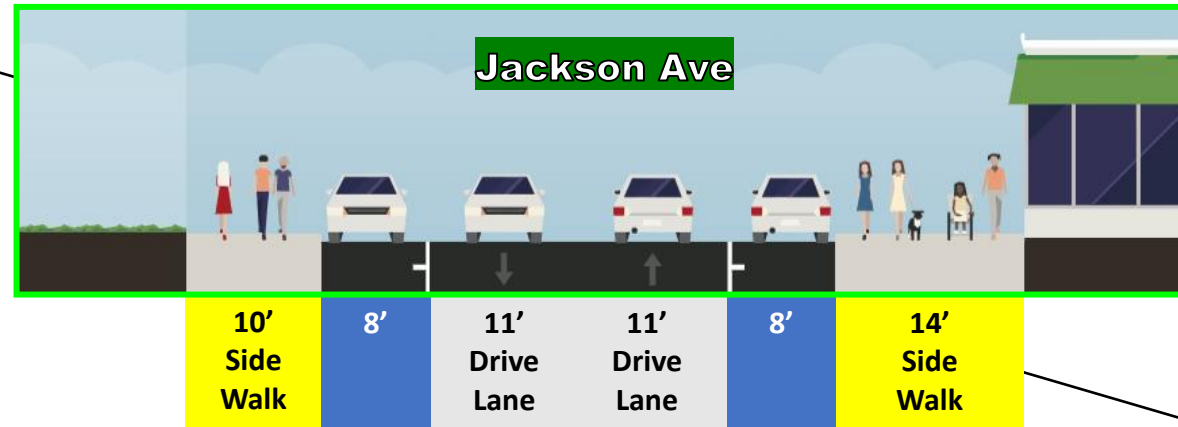 Jackson Ave
10’
Side
Walk
8’
11’
Drive
Lane
11’
Drive
Lane
8’
14’
Side
Walk